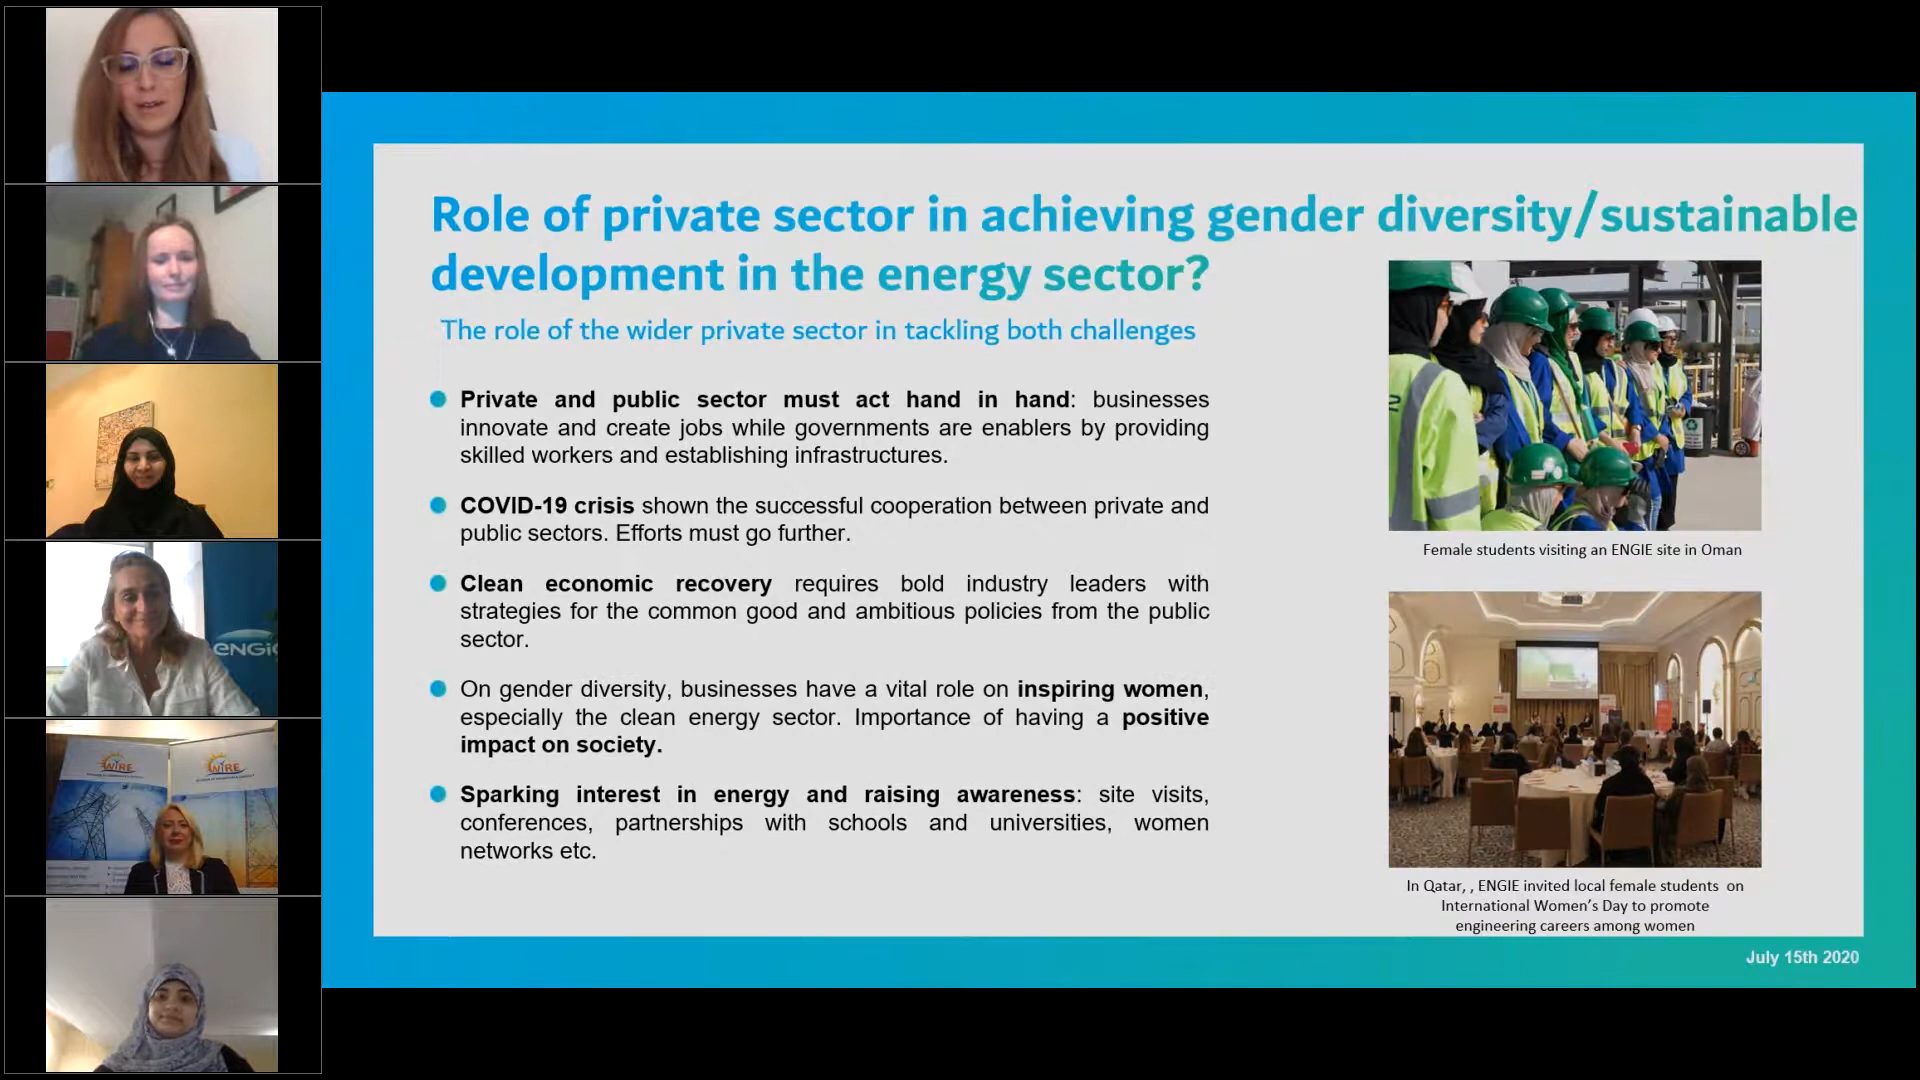 Role of private sector in achieving gender diversity/sustainable
development in the energy sector?
The role of the wider private sector in tackling both challenges
Private and public sector must act hand in hand: businesses
innovate and create jobs while governments are enablers by providing
skilled workers and establishing infrastructures.
COVID-19 crisis shown the successful cooperation between private and
public sectors. Efforts must go further.
Clean economic recovery requires bold industry leaders with
strategies for the common good and ambitious policies from the public
sector.
On gender diversity, businesses have a vital role on inspiring women,
especially the clean energy sector. Importance of having a positive
impact on society.
Sparking interest in energy and raising awareness: site visits,
conferences, partnerships with schools and universities, women
networks etc.
Female students visiting an ENGIE site in Oman
In Qatar, , ENGIE invited local female students on
International Women’s Day to promote
engineering careers among women
July 15th 2020
WIRE
WIRE